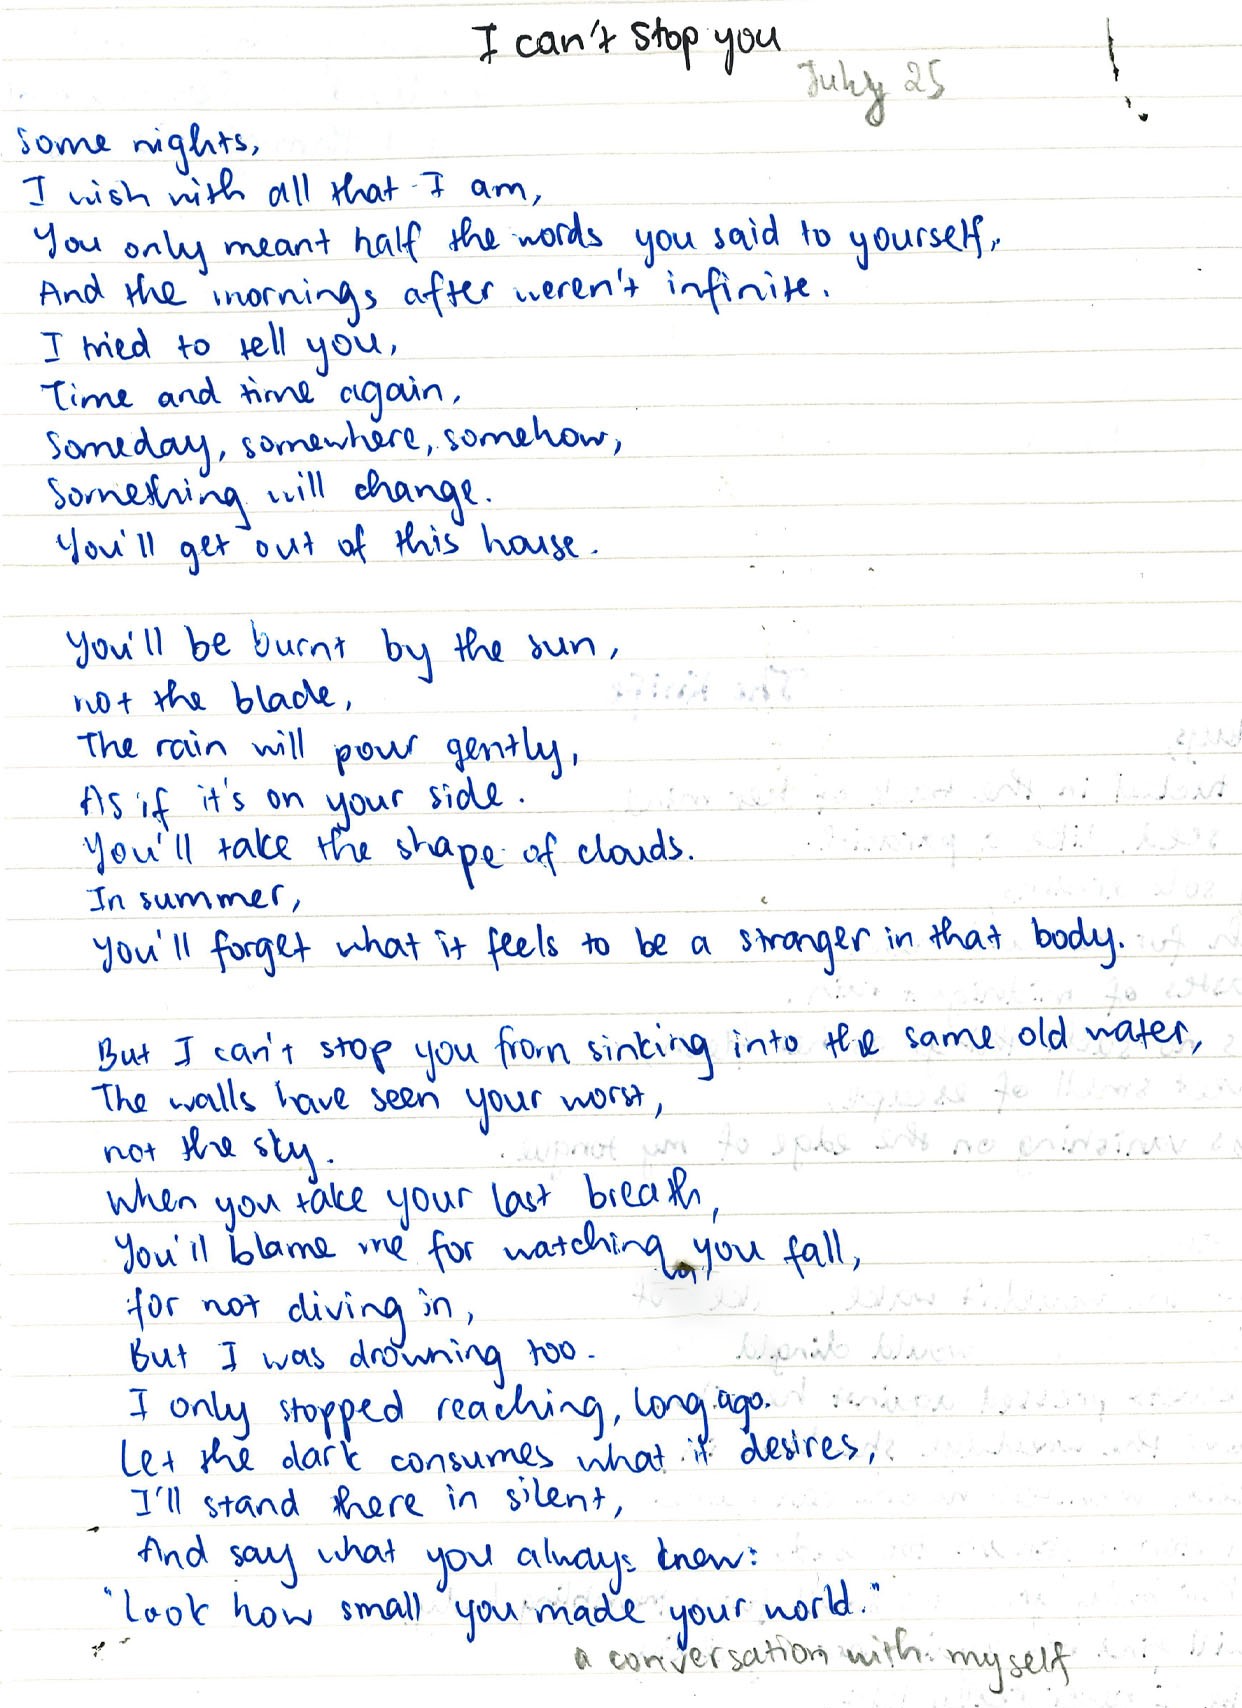 I can't stop you
July 25
!
Some nights,
I wish with all that I am,
You only meant half the words you said to yourself,
And the mornings after weren't infinite.
I tried to tell you,
Time and time again,
Someday, somewhere, somehow,
Something will change.
You'll get out of this house.
You'll be burnt by the sun,
not the blade,
The rain will pour gently,
As if it's on your side.
You'll take the shape of clouds.
In summer,
You'll forget what it feels to be a stranger in that body.
But I can't stop you from sinking into the same old water,
The walls have seen your worst,
not the sky.
When you take your last breath,
You'll blame me for watching you fall,
for not diving in,
But I was drowning too.
I only stopped reaching, long ago.
Let the dark consumes what it desires,
I'll stand there in silent,
And say what you always knew:
"Look how small you made your world."
a conversation with myself